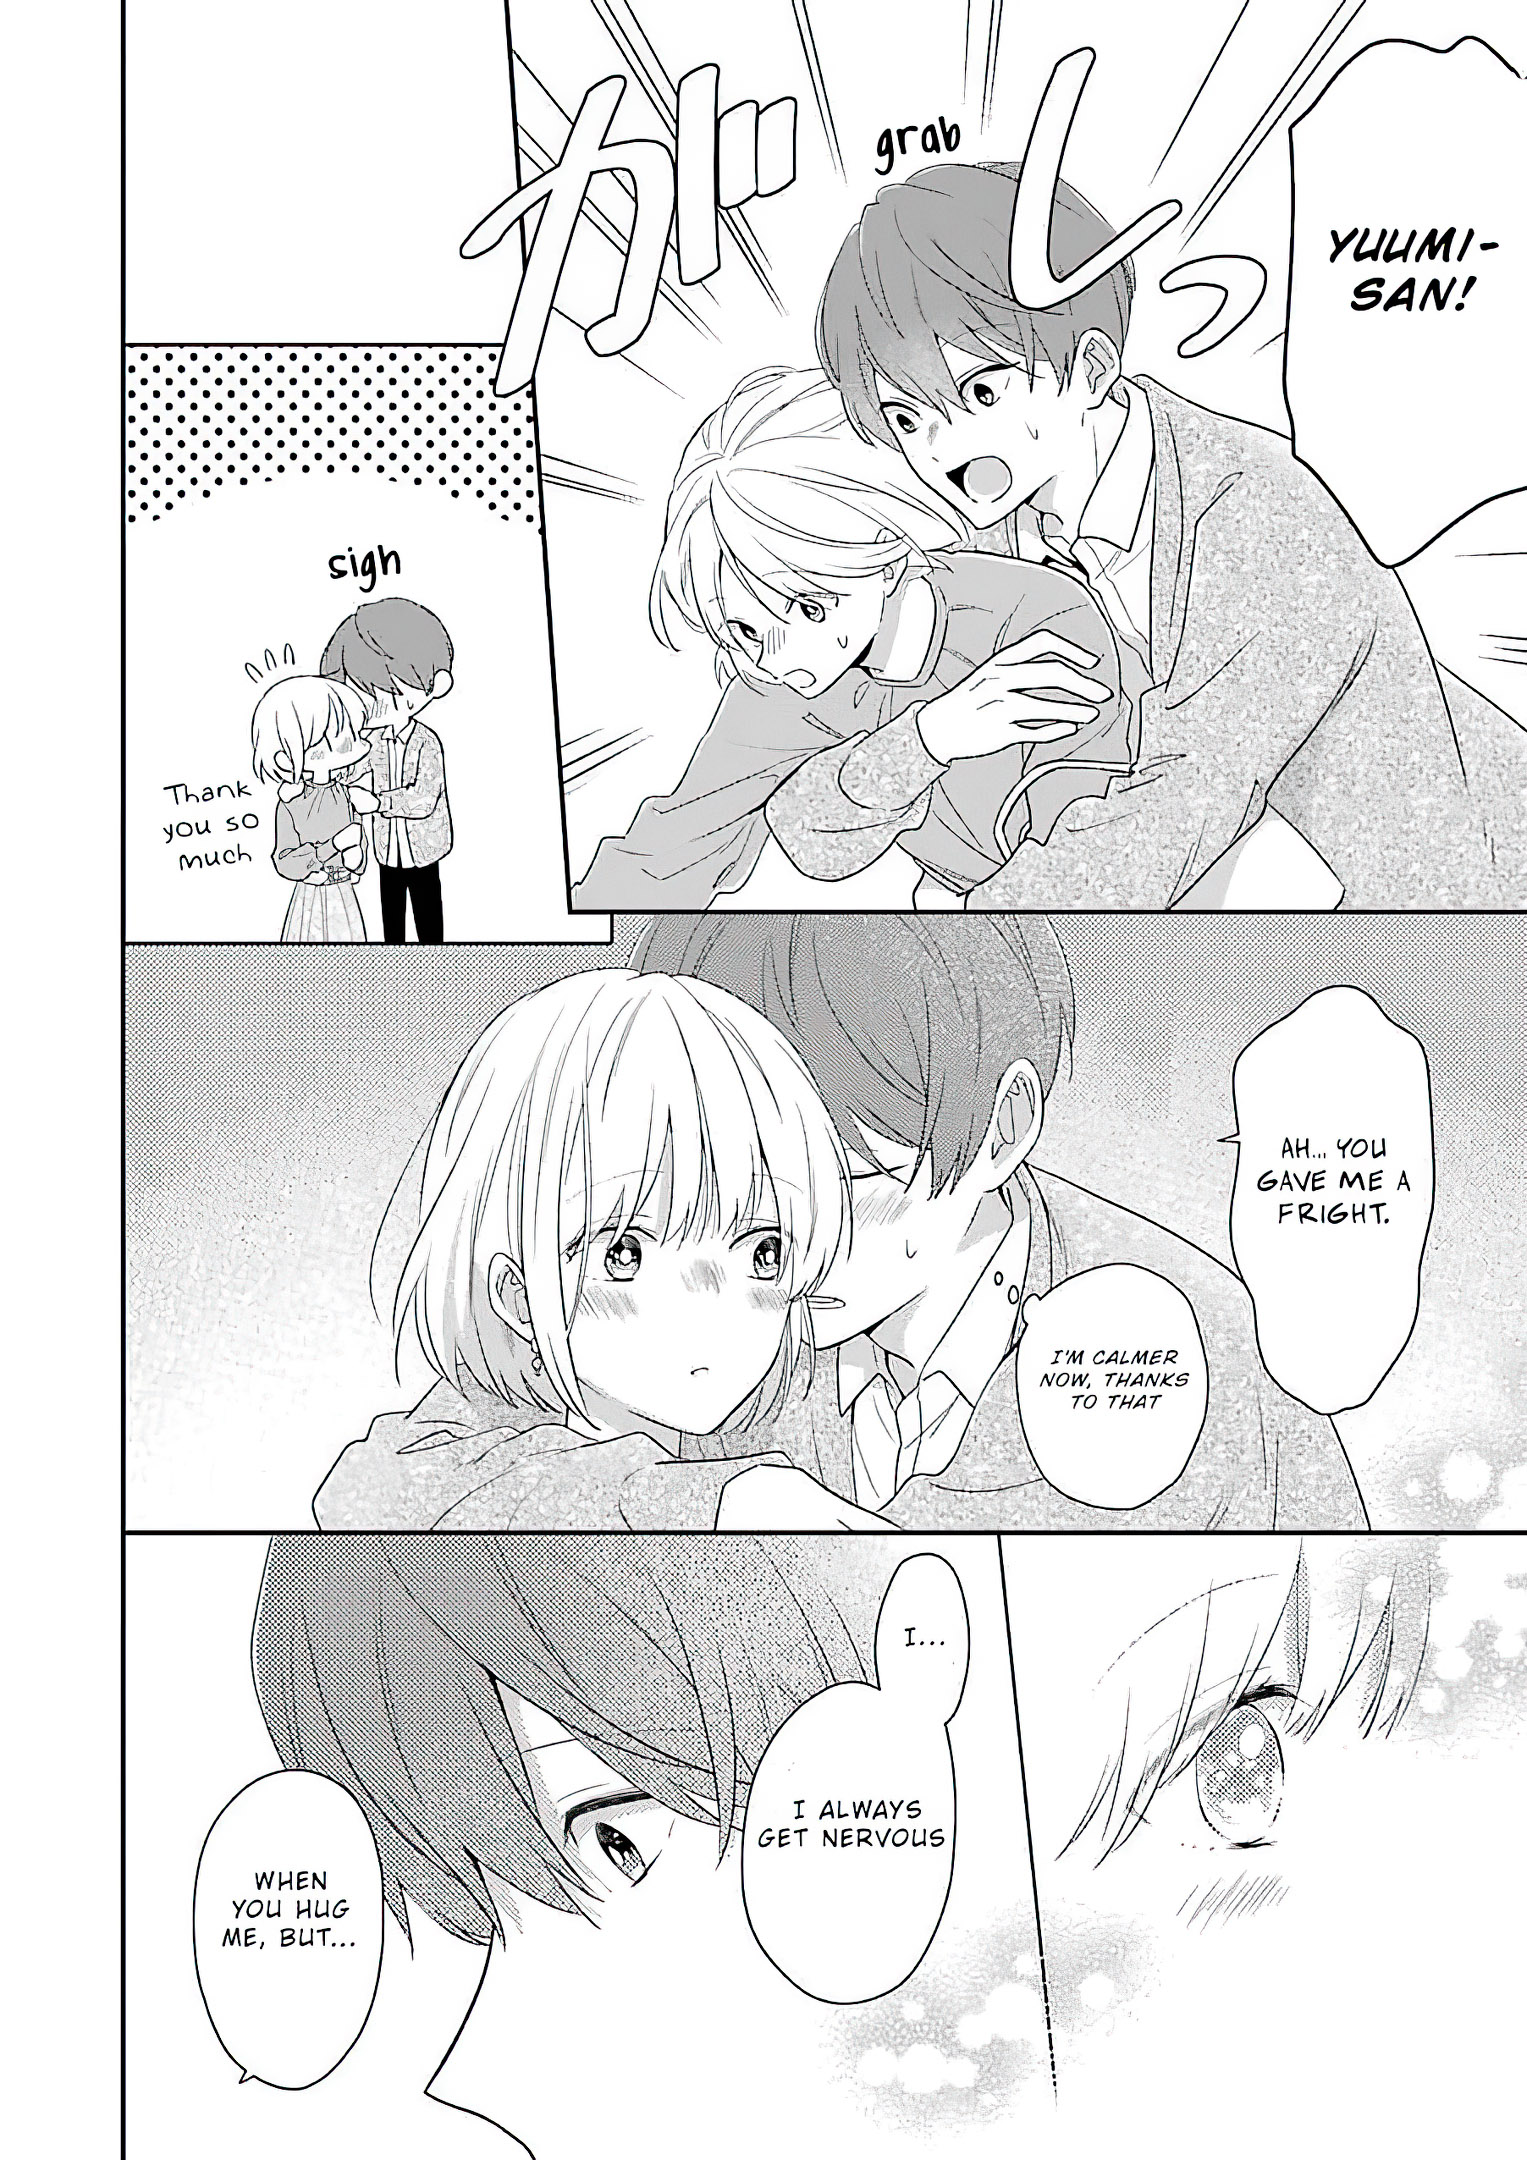 YUUMI-
SAN!
grab
がしっ
sigh
Thank
you so
much
AH... YOU
GAVE ME A
FRIGHT.
I'M CALMER
NOW, THANKS
TO THAT
I...
I ALWAYS
GET NERVOUS
WHEN
YOU HUG
ME, BUT...